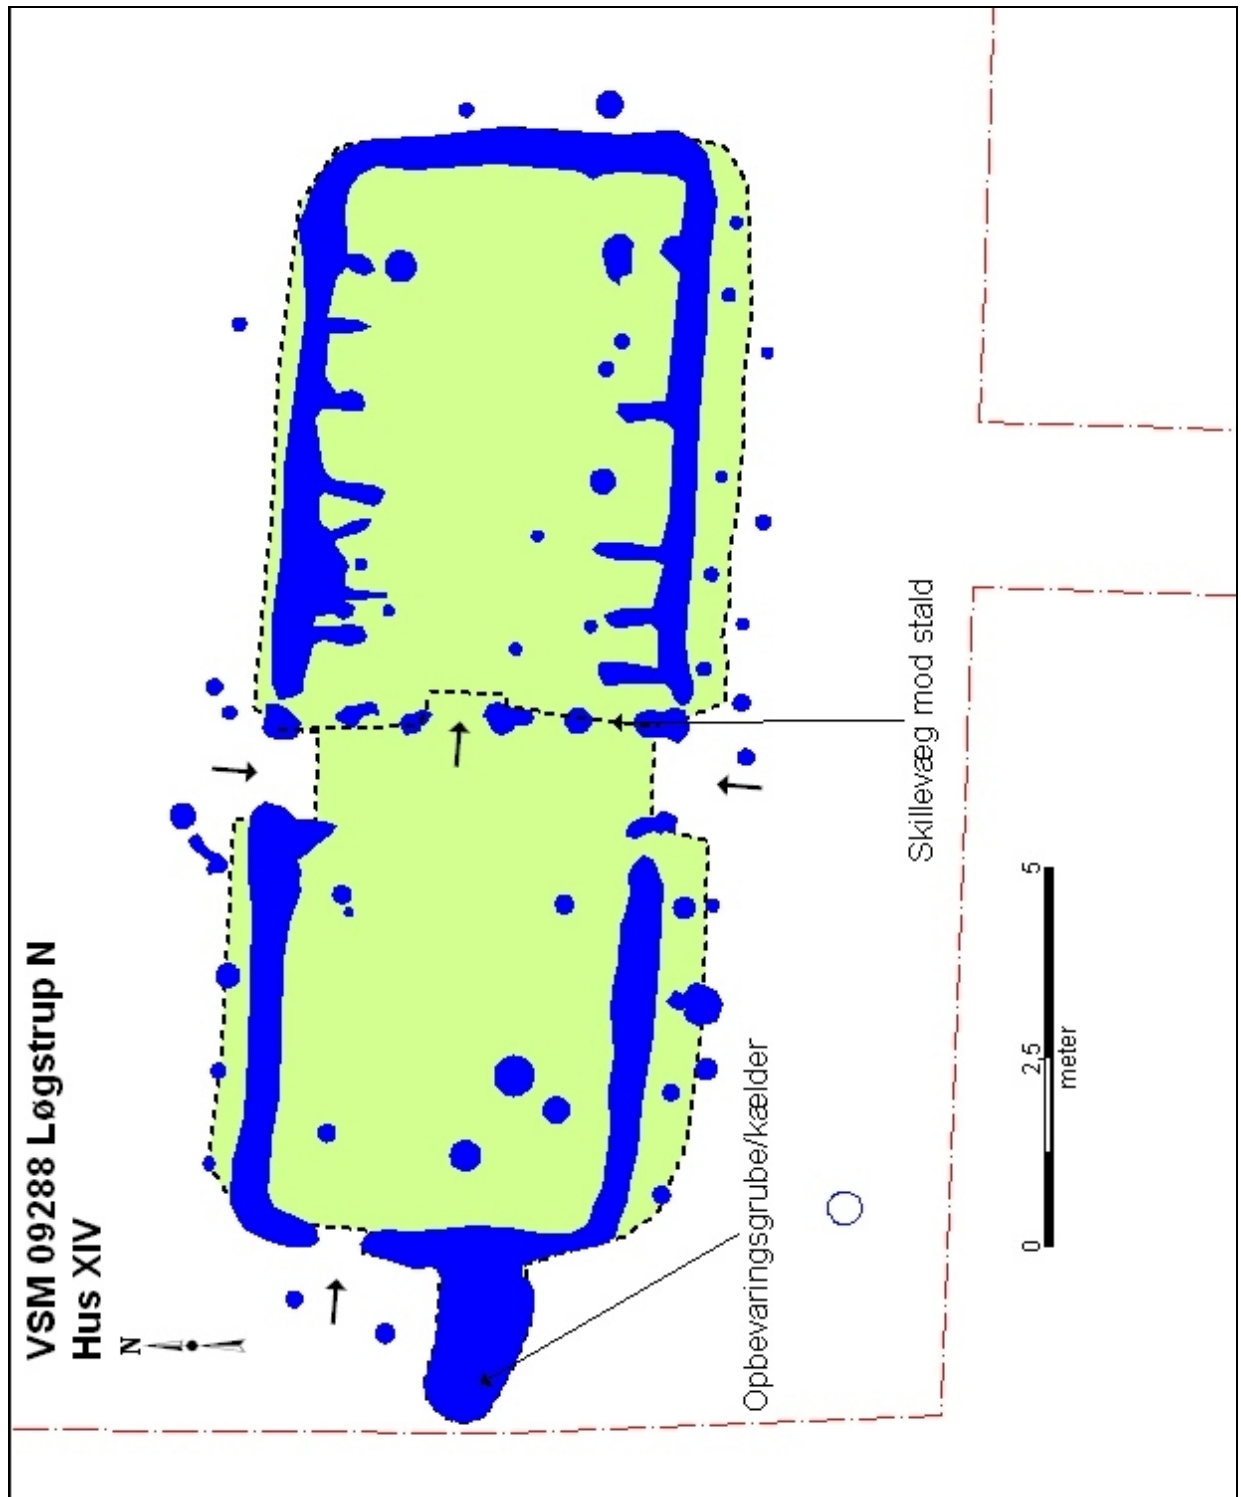 VSM 09288 Løgstrup N
Hus XIV
N
Skillevæg mod stald
Opbevaringsgrube/kælder
0 2,5 5
meter